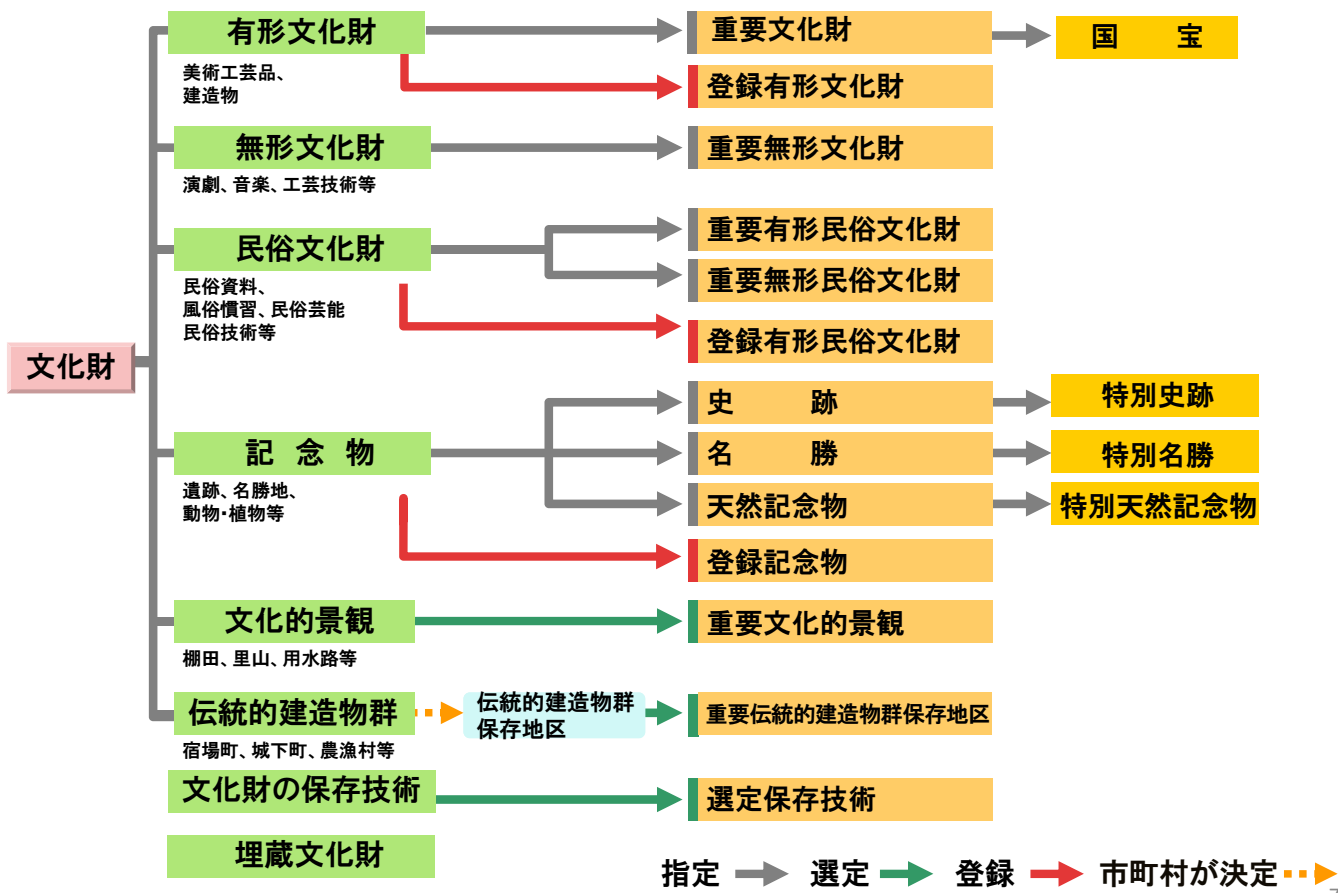 有形文化財
美術工芸品、
建造物
重要文化財
国　宝
登録有形文化財
無形文化財
演劇、音楽、工芸技術等
重要無形文化財
民俗文化財
民俗資料、
風俗慣習、民俗芸能
民俗技術等
重要有形民俗文化財
重要無形民俗文化財
登録有形民俗文化財
文化財
記 念 物
遺跡、名勝地、
動物・植物等
史　跡
特別史跡
名　勝
特別名勝
天然記念物
特別天然記念物
登録記念物
文化的景観
棚田、里山、用水路等
重要文化的景観
伝統的建造物群
宿場町、城下町、農漁村等
伝統的建造物群
保存地区
重要伝統的建造物群保存地区
文化財の保存技術
選定保存技術
埋蔵文化財
指定 選定 登録 市町村が決定